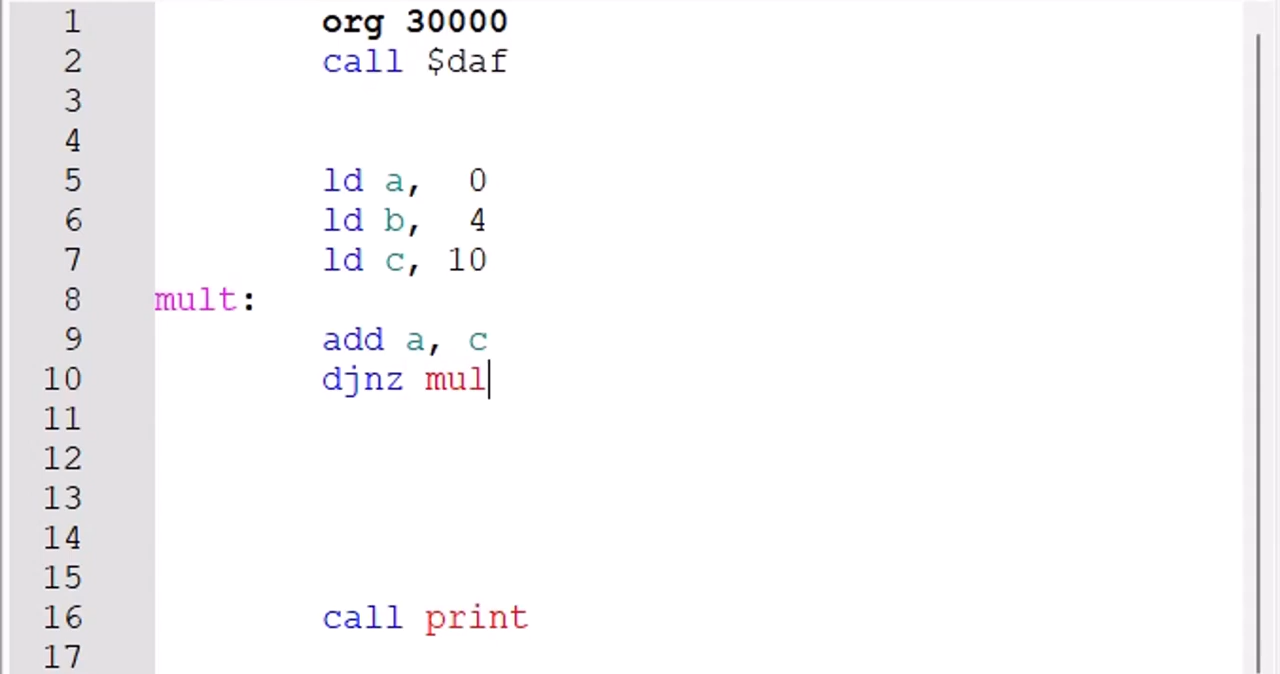 1 org 30000
2 call $daf
3
4
5 ld a, 0
6 ld b, 4
7 ld c, 10
8 mult:
9 add a, c
10 djnz mul
11
12
13
14
15
16 call print
17